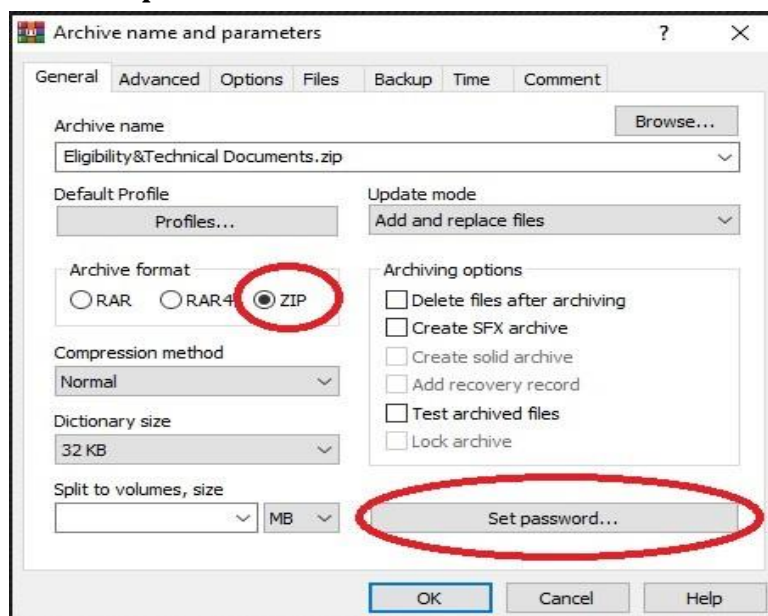 Archive name and parameters ?
General Advanced Options Files Backup Time Comment
Archive name Browse...
Eligibility&Technical Documents.zip
Default Profile Update mode
Profiles... Add and replace files
Archive format Archiving options
RAR RAR4 ZIP Delete files after archiving
Create SFX archive
Compression method Create solid archive
Normal Add recovery record
Dictionary size Test archived files
32 KB Lock archive
Split to volumes, size
MB Set password...
OK Cancel Help